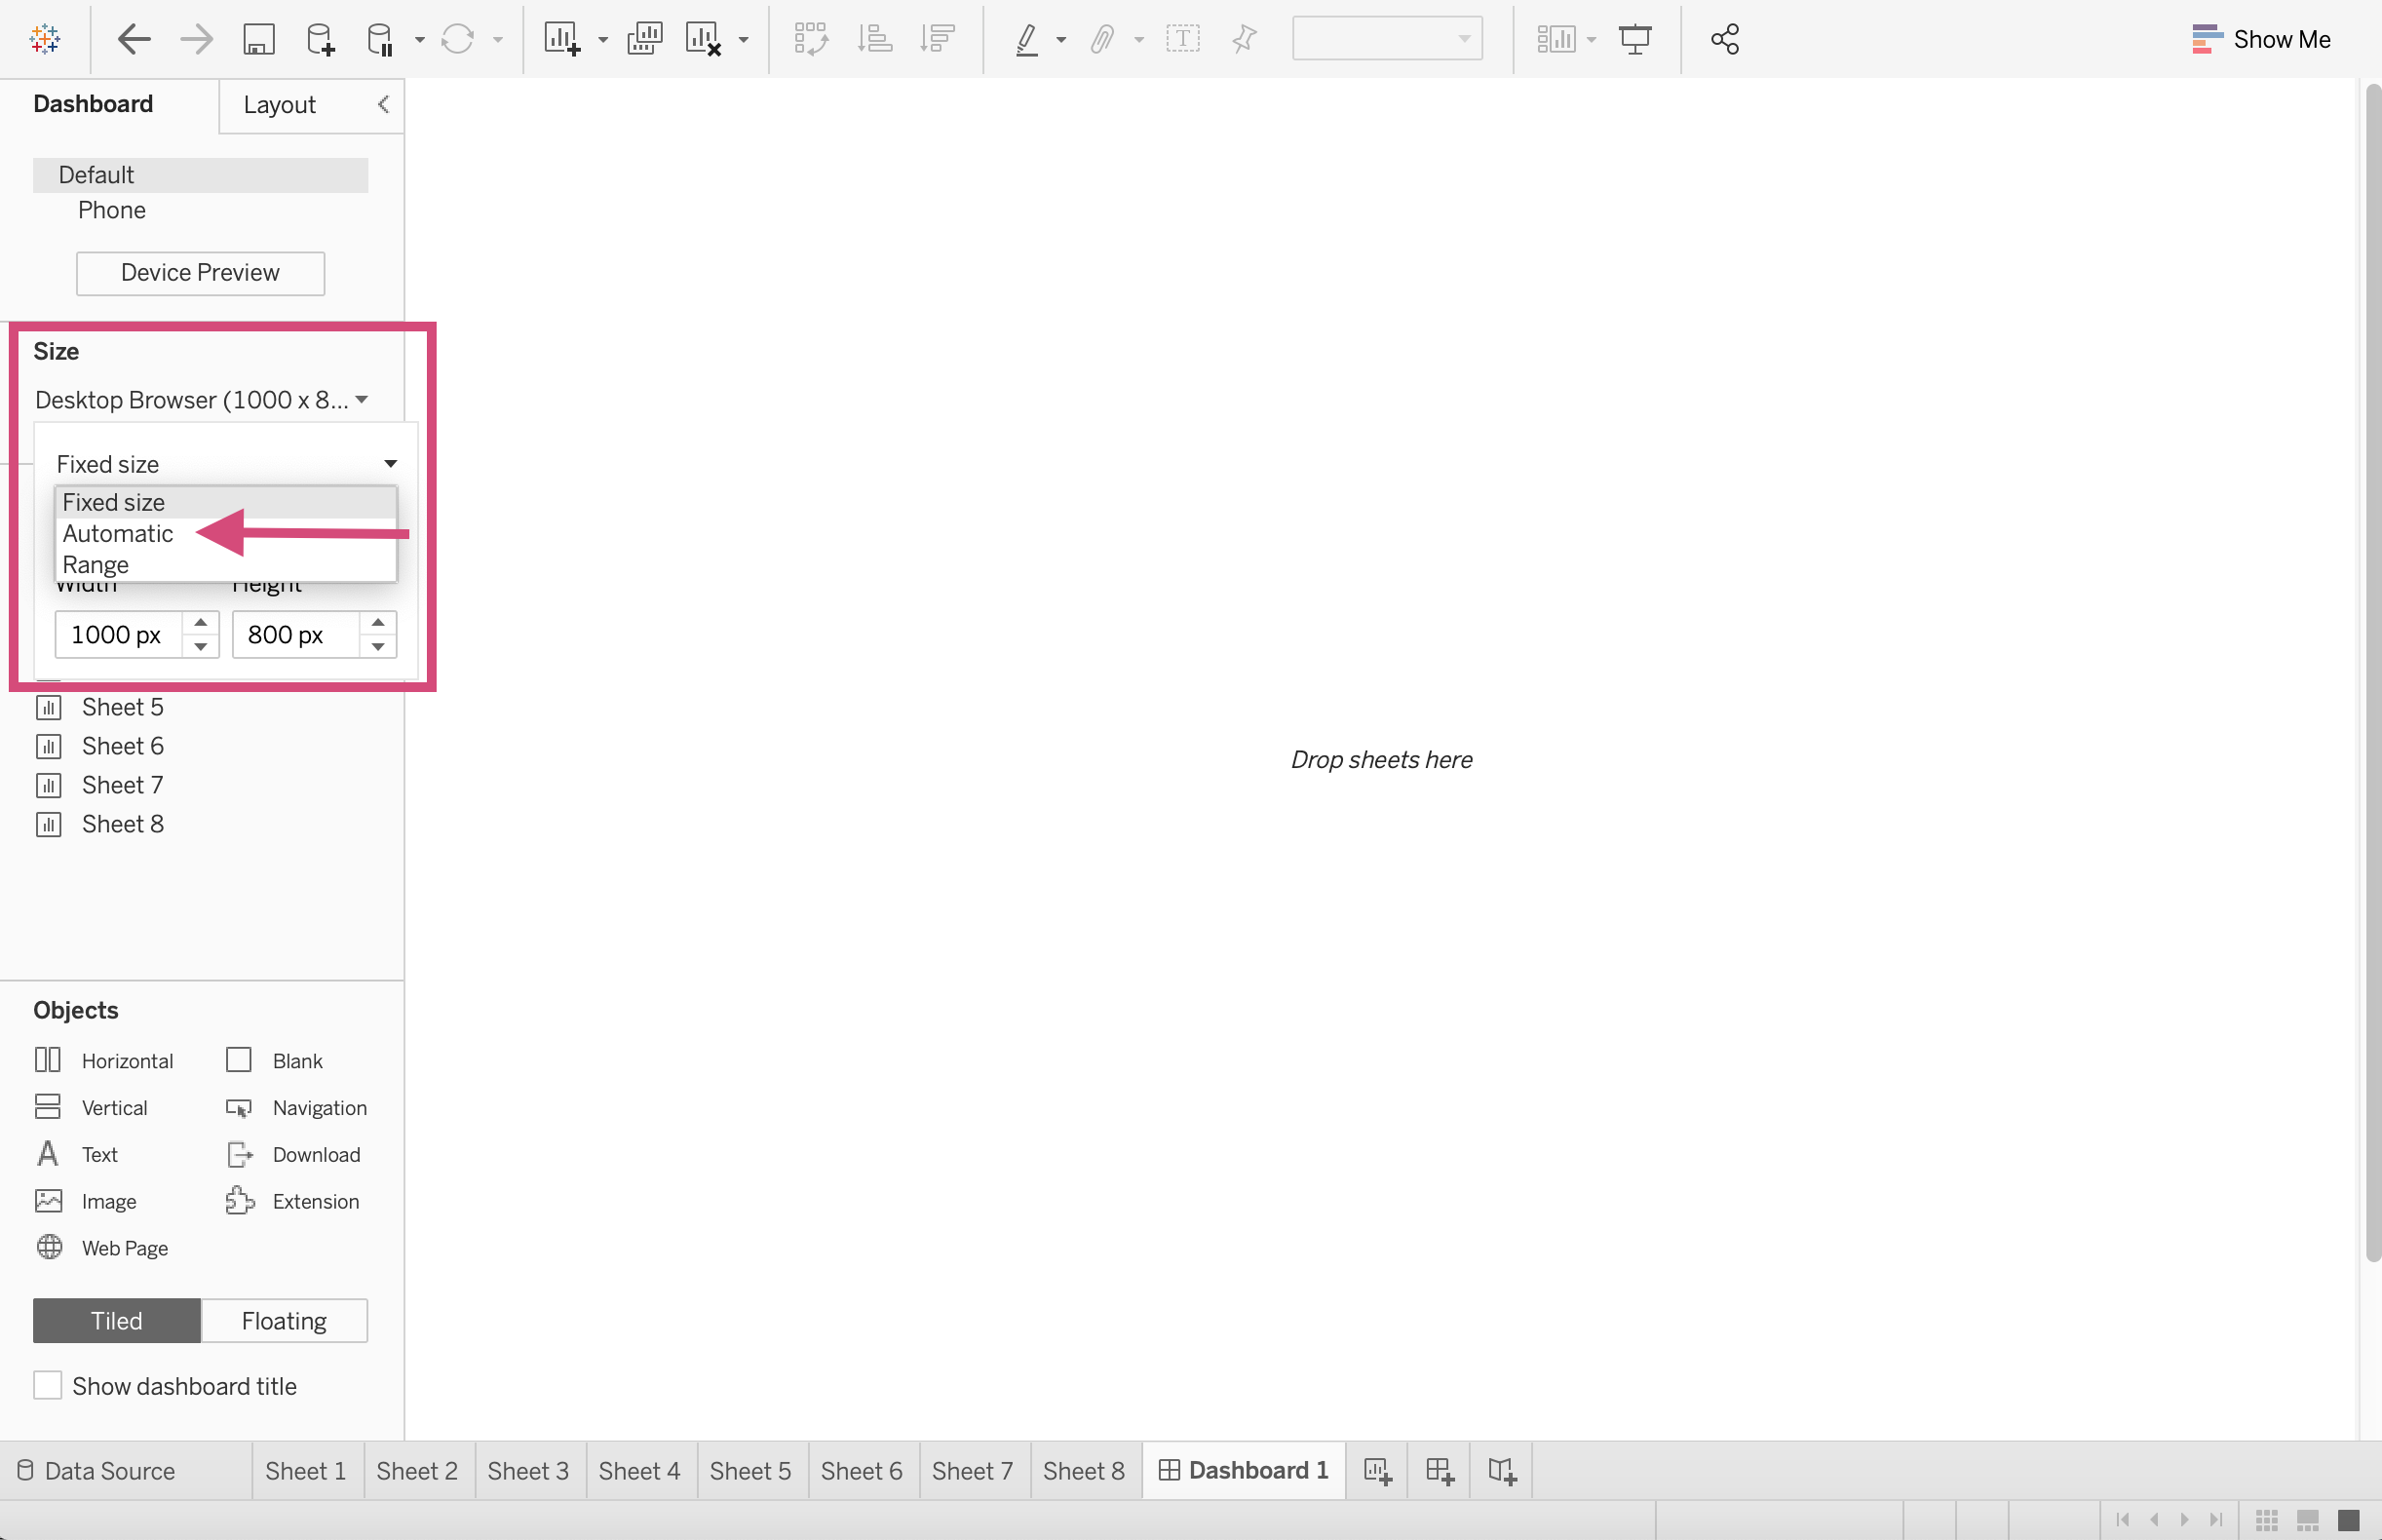 Show Me
Dashboard
Layout
Default
Phone
Device Preview
Size
Desktop Browser (1000 x 8...
Fixed size
Fixed size
Automatic
Range
Width Height
1000 px 800 px
Sheet 5
Sheet 6
Sheet 7
Sheet 8
Drop sheets here
Objects
Horizontal Blank
Vertical Navigation
Text Download
Image Extension
Web Page
Tiled Floating
Show dashboard title
Data Source Sheet 1 Sheet 2 Sheet 3 Sheet 4 Sheet 5 Sheet 6 Sheet 7 Sheet 8 Dashboard 1